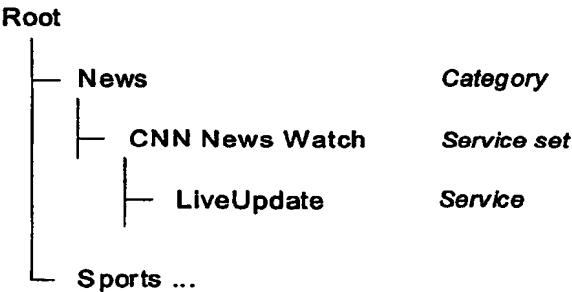 Root
News Category
CNN News Watch Service set
LiveUpdate Service
Sports ...